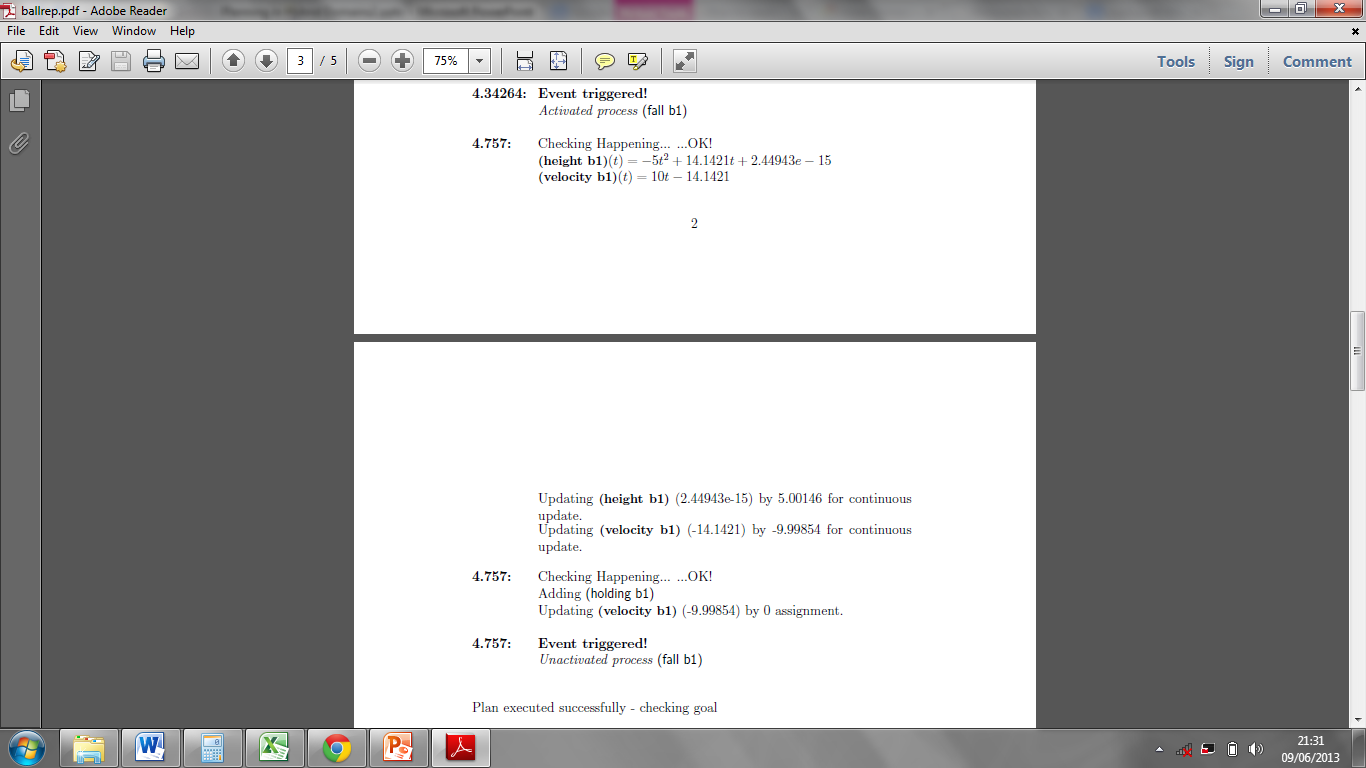 ballrep.pdf - Adobe Reader
File Edit View Window Help
3 / 5 75% Tools Sign Comment
4.34264: Event triggered!
Activated process (fall b1)
4.757: Checking Happening... ...OK!
(height b1)(t) = −5t² + 14.1421t + 2.44943e − 15
(velocity b1)(t) = 10t − 14.1421
2
Updating (height b1) (2.44943e-15) by 5.00146 for continuous
update.
Updating (velocity b1) (-14.1421) by -9.99854 for continuous
update.
4.757: Checking Happening... ...OK!
Adding (holding b1)
Updating (velocity b1) (-9.99854) by 0 assignment.
4.757: Event triggered!
Unactivated process (fall b1)
Plan executed successfully - checking goal
21:31
09/06/2013